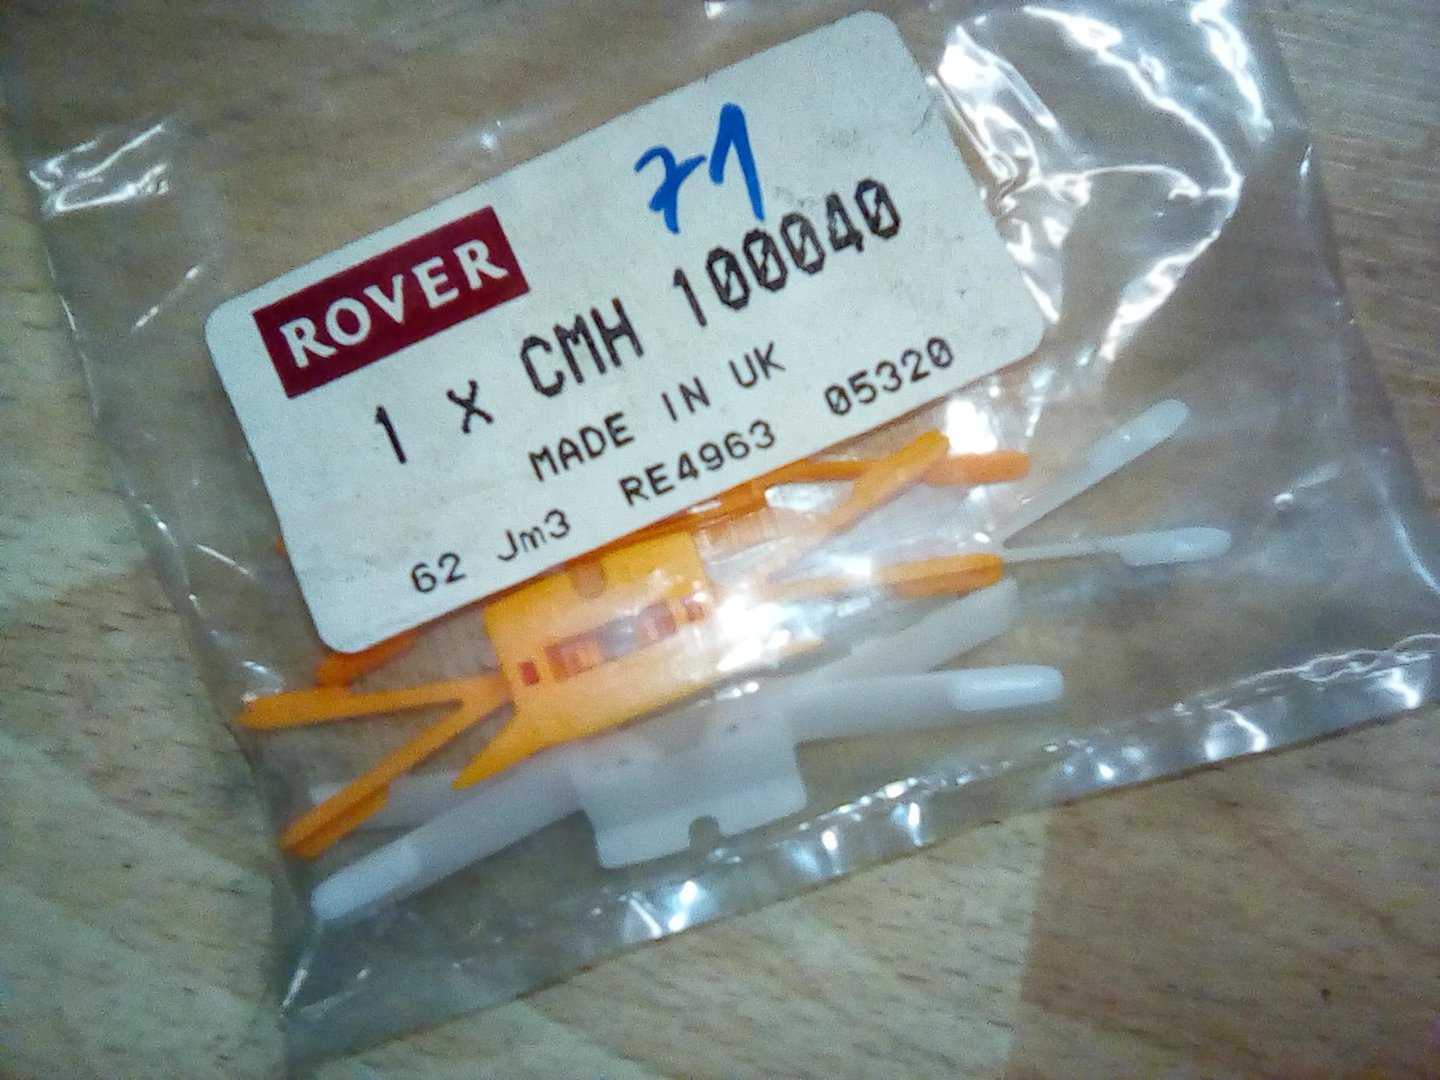 71
ROVER
1 X CMH 100040
MADE IN UK
62 Jm3 RE4963 05320